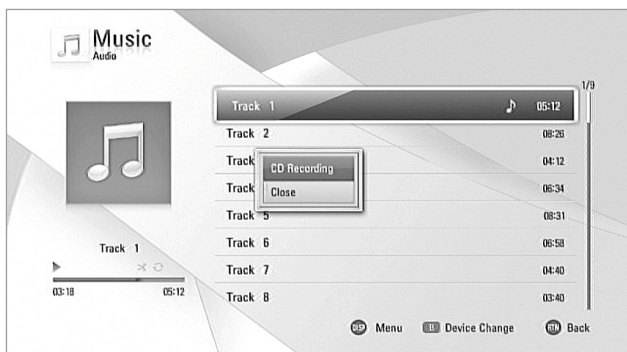 Music
Audio
1/9
Track 1 05:12
Track 2 08:26
Track 04:12
CD Recording
Track 06:34
Close
Track 5 08:31
Track 6 06:58
Track 7 04:40
Track 8 03:40
Track 1
03:18 05:12
DISP Menu B Device Change RTN Back